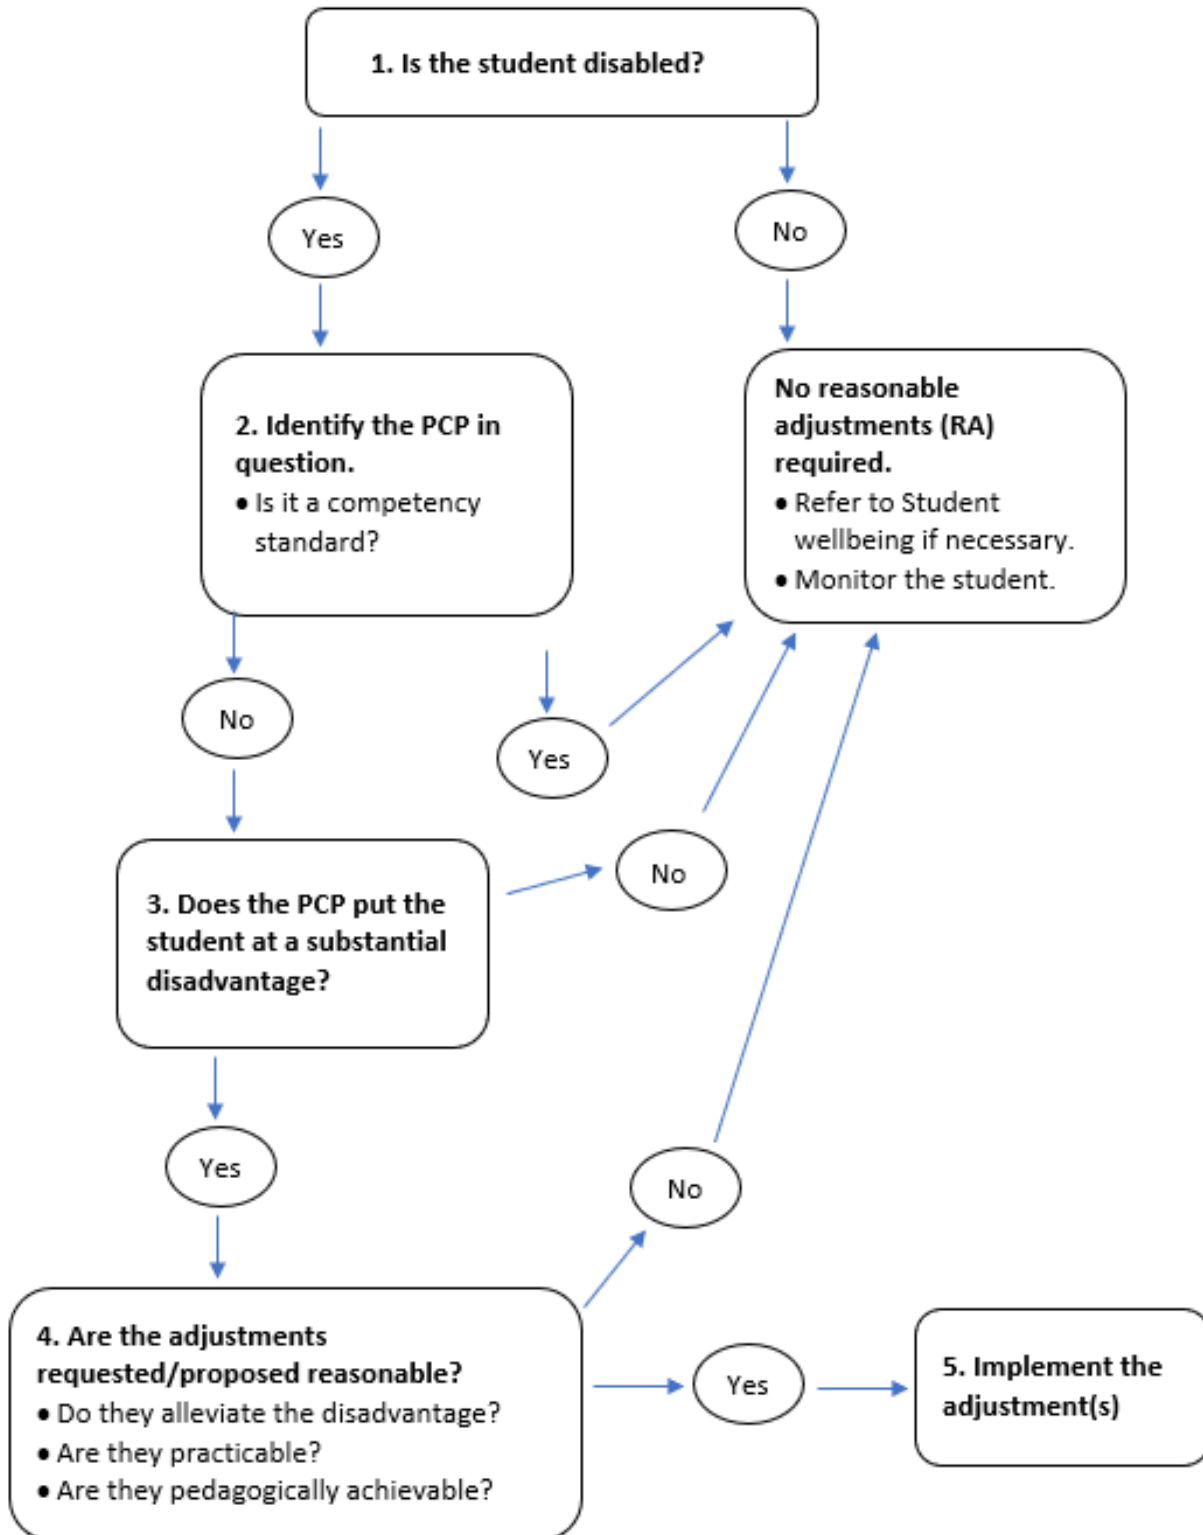 1. Is the student disabled?
Yes
No
2. Identify the PCP in
question.
• Is it a competency
standard?
No reasonable
adjustments (RA)
required.
• Refer to Student
wellbeing if necessary.
• Monitor the student.
No
Yes
3. Does the PCP put the
student at a substantial
disadvantage?
No
Yes
No
4. Are the adjustments
requested/proposed reasonable?
• Do they alleviate the disadvantage?
• Are they practicable?
• Are they pedagogically achievable?
Yes
5. Implement the
adjustment(s)